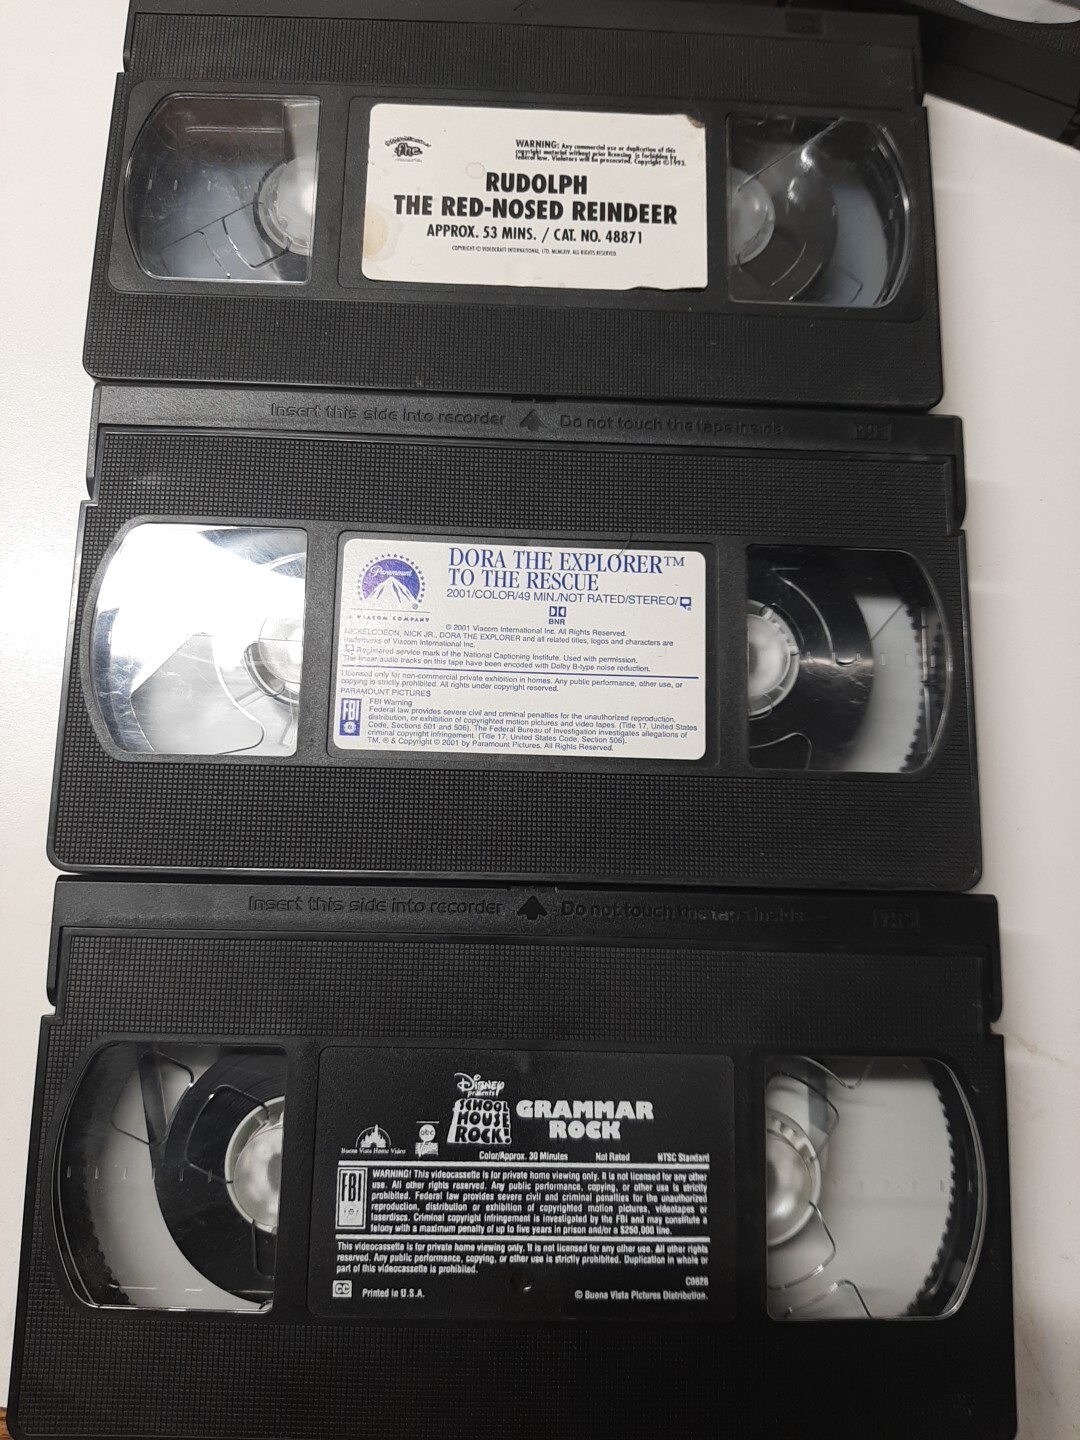 WARNING: Any commercial use or duplication of this
copyright material without prior licensing is forbidden by
federal law. Violators will be prosecuted. Copyright ©1993.
RUDOLPH
THE RED-NOSED REINDEER
APPROX. 53 MINS. / CAT. NO. 48871
COPYRIGHT © VIDEOCRAFT INTERNATIONAL, LTD. MCMLXIV. ALL RIGHTS RESERVED.
Insert this side into recorder Do not touch the tape inside VHS
Paramount
A VIACOM COMPANY
DORA THE EXPLORER™
TO THE RESCUE
2001/COLOR/49 MIN./NOT RATED/STEREO/
BNR
© 2001 Viacom International Inc. All Rights Reserved.
NICKELODEON, NICK JR., DORA THE EXPLORER and all related titles, logos and characters are
trademarks of Viacom International Inc.
Registered service mark of the National Captioning Institute. Used with permission.
The linear audio tracks on this tape have been encoded with Dolby B-type noise reduction.
Licensed only for non-commercial private exhibition in homes. Any public performance, other use, or
copying is strictly prohibited. All rights under copyright reserved.
PARAMOUNT PICTURES
FBI
FBI Warning
Federal law provides severe civil and criminal penalties for the unauthorized reproduction,
distribution, or exhibition of copyrighted motion pictures and video tapes. (Title 17, United States
Code, Sections 501 and 506). The Federal Bureau of Investigation investigates allegations of
criminal copyright infringement. (Title 17, United States Code, Section 506).
TM, ® & Copyright © 2001 by Paramount Pictures. All Rights Reserved.
Insert this side into recorder Do not touch the tape inside VHS
Disney
presents
SCHOOL
HOUSE
ROCK!
GRAMMAR
ROCK
Buena Vista Home Video
abc
Color/Approx. 30 Minutes Not Rated NTSC Standard
FBI
WARNING! This videocassette is for private home viewing only. It is not licensed for any other
use. All other rights reserved. Any public performance, copying, or other use is strictly
prohibited. Federal law provides severe civil and criminal penalties for the unauthorized
reproduction, distribution or exhibition of copyrighted motion pictures, videotapes or
laserdiscs. Criminal copyright infringement is investigated by the FBI and may constitute a
felony with a maximum penalty of up to five years in prison and/or a $250,000 fine.
This videocassette is for private home viewing only. It is not licensed for any other use. All other rights
reserved. Any public performance, copying, or other use is strictly prohibited. Duplication in whole or
part of this videocassette is prohibited.
CC Printed in U.S.A.
C0828
© Buena Vista Pictures Distribution.